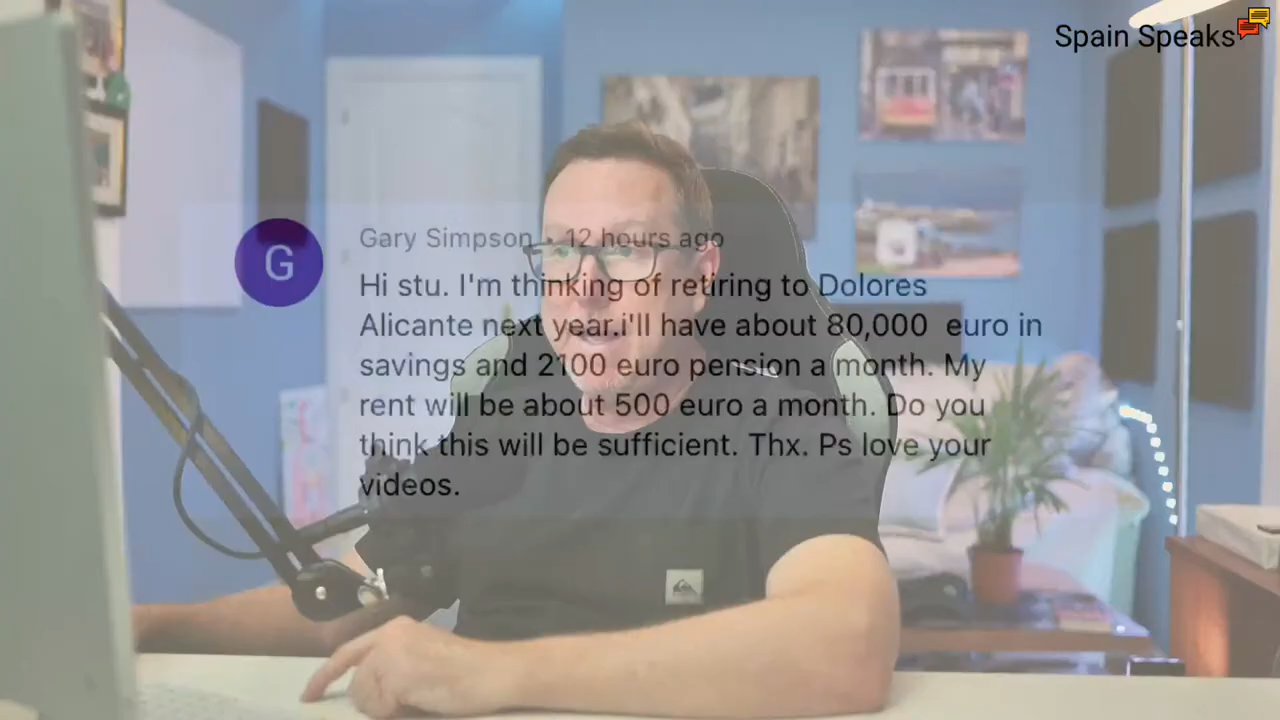 Spain Speaks
G
Gary Simpson · 12 hours ago
Hi stu. I'm thinking of retiring to Dolores
Alicante next year.i'll have about 80,000 euro in
savings and 2100 euro pension a month. My
rent will be about 500 euro a month. Do you
think this will be sufficient. Thx. Ps love your
videos.